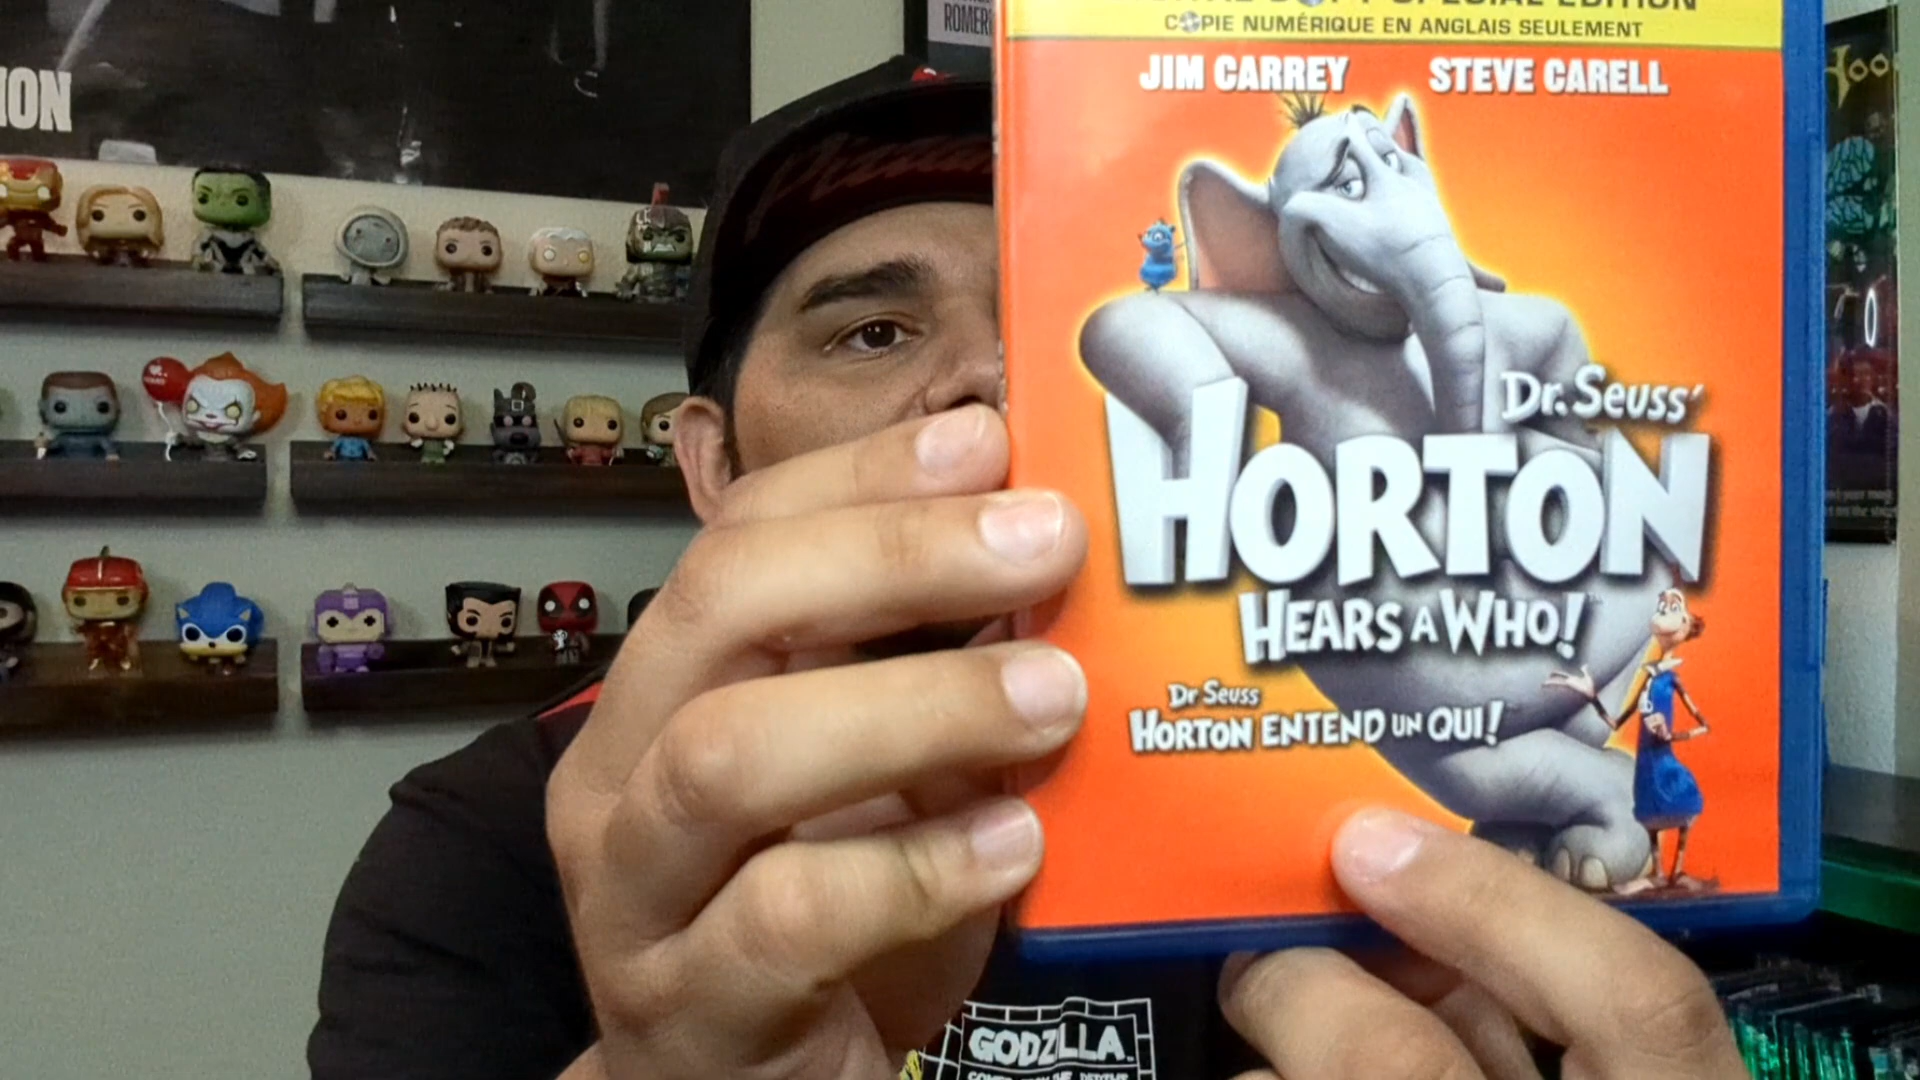 ION
ROMER
COPIE NUMÉRIQUE EN ANGLAIS SEULEMENT
JIM CARREY
STEVE CARELL
Dr. Seuss'
HORTON
HEARS A WHO!
Dr Seuss
HORTON ENTEND UN QUI!
GODZILLA